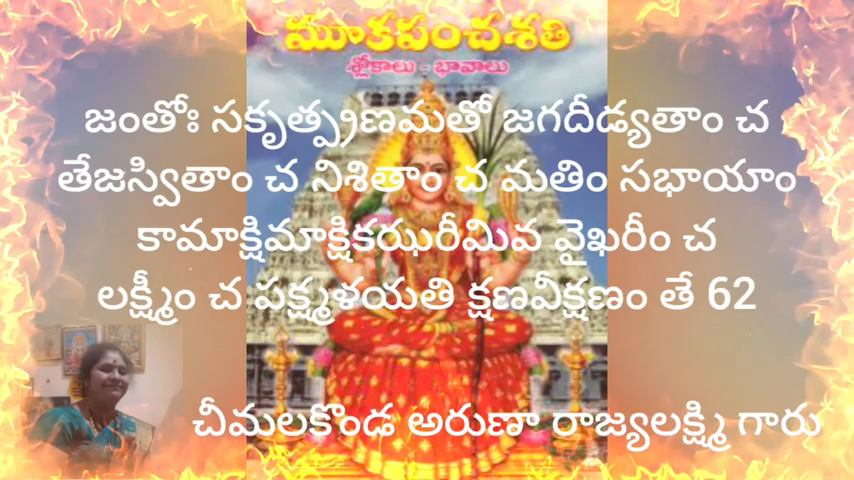 మూకపంచశతి
శ్లోకాలు - భావాలు
జంతోః సకృత్ప్రణమతో జగదీడ్యతాం చ
తేజస్వితాం చ నిశితాం చ మతిం సభాయాం
కామాక్షిమాక్షికఝరీమివ వైఖరీం చ
లక్ష్మీం చ పక్ష్మళయతి క్షణవీక్షణం తే 62
చీమలకొండ అరుణా రాజ్యలక్ష్మి గారు